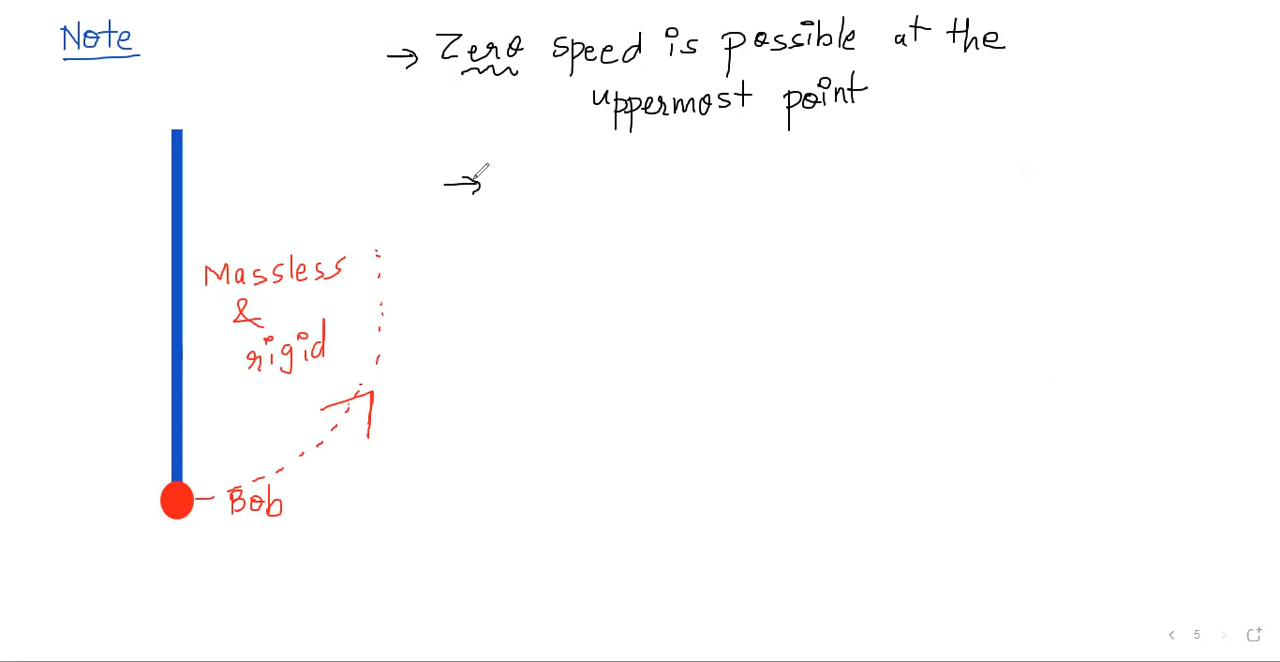 Note
→ Zero speed is possible at the
uppermost point
→
Massless
&
rigid
Bob
5